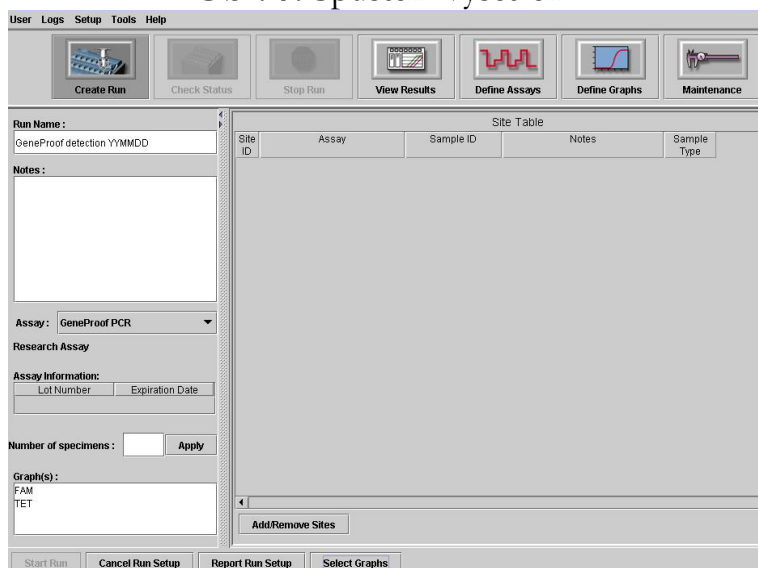 User Logs Setup Tools Help
Create Run Check Status Stop Run View Results Define Assays Define Graphs Maintenance
Run Name :
GeneProof detection YYMMDD
Notes :
Assay : GeneProof PCR
Research Assay
Assay Information:
Lot Number Expiration Date
Number of specimens : Apply
Graph(s) :
FAM
TET
Site Table
Site ID Assay Sample ID Notes Sample Type
Add/Remove Sites
Start Run Cancel Run Setup Report Run Setup Select Graphs